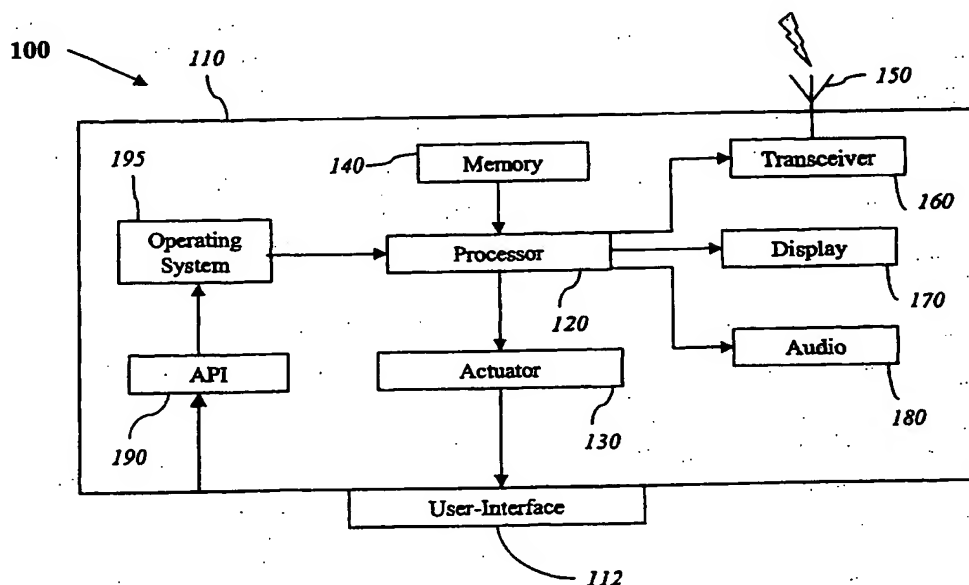 100
110
150
195
140
Memory
Transceiver
160
Operating
System
Processor
Display
120
170
API
Actuator
Audio
190
130
180
User-Interface
112